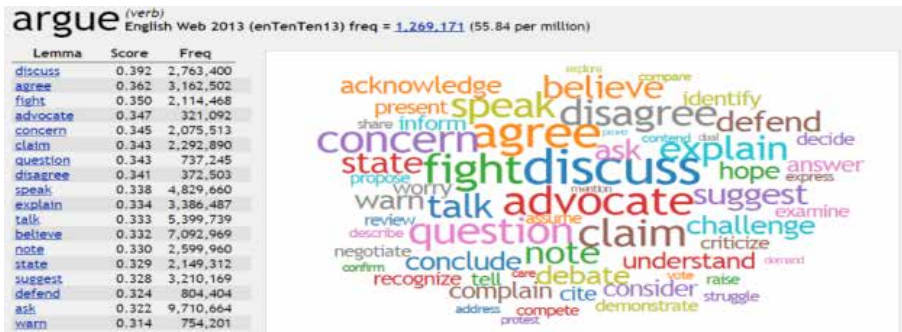 argue (verb)
English Web 2013 (enTenTen13) freq = 1,269,171 (55.84 per million)
Lemma Score Freq
discuss 0.392 2,763,400
agree 0.362 3,162,502
fight 0.350 2,114,468
advocate 0.347 321,092
concern 0.345 2,075,513
claim 0.343 2,292,890
question 0.343 737,245
disagree 0.341 372,503
speak 0.338 4,829,660
explain 0.334 3,386,487
talk 0.333 5,399,739
believe 0.332 7,092,969
note 0.330 2,599,960
state 0.329 2,149,312
suggest 0.328 3,210,169
defend 0.324 804,404
ask 0.322 9,710,664
warn 0.314 754,201
explore
acknowledge believe compare
present speak disagree identify
share inform defend
concern agree prove contend deal decide
state fight discuss ask explain hope answer
propose express
worry mention
warn talk advocate suggest
review assume examine
describe question claim challenge
negotiate criticize
confirm conclude note understand demand
recognize tell care debate vote raise
complain cite consider struggle
address compete demonstrate
protest